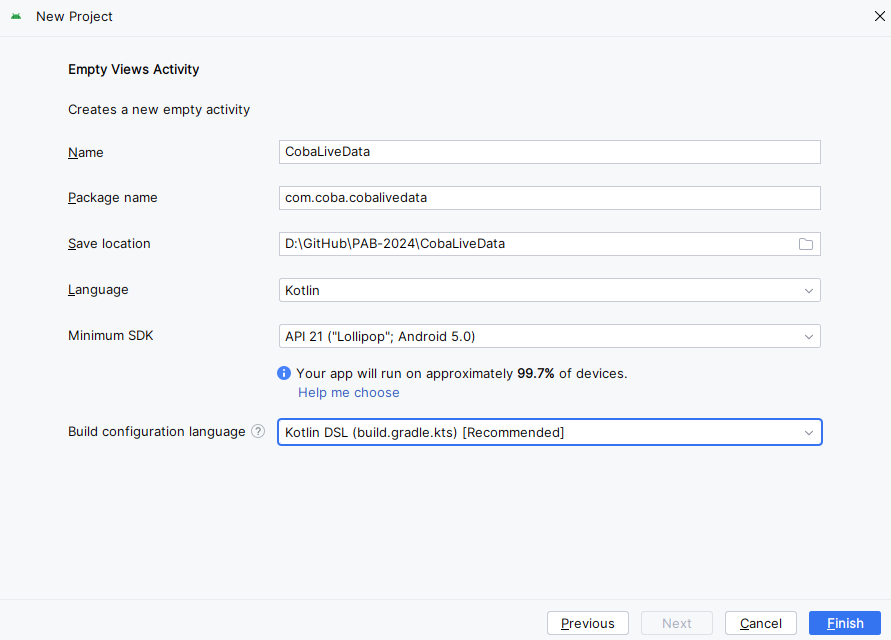 New Project
Empty Views Activity
Creates a new empty activity
Name CobaLiveData
Package name com.coba.cobalivedata
Save location D:\GitHub\PAB-2024\CobaLiveData
Language Kotlin
Minimum SDK API 21 ("Lollipop"; Android 5.0)
Your app will run on approximately 99.7% of devices.
Help me choose
Build configuration language ? Kotlin DSL (build.gradle.kts) [Recommended]
Previous Next Cancel Finish